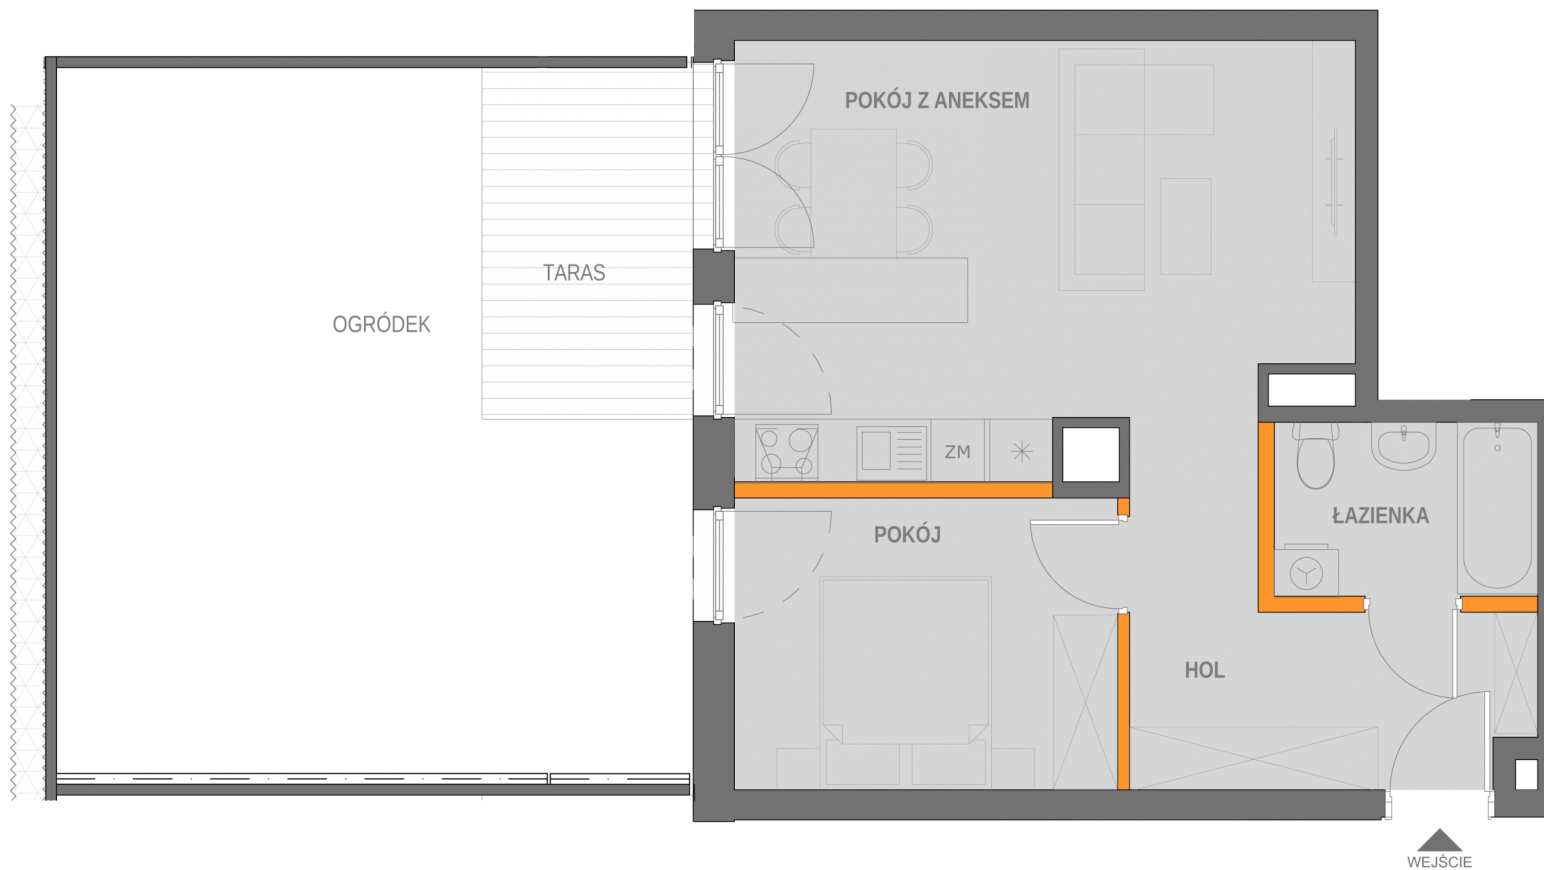 POKÓJ Z ANEKSEM
TARAS
OGRÓDEK
ZM
POKÓJ
ŁAZIENKA
HOL
WEJŚCIE